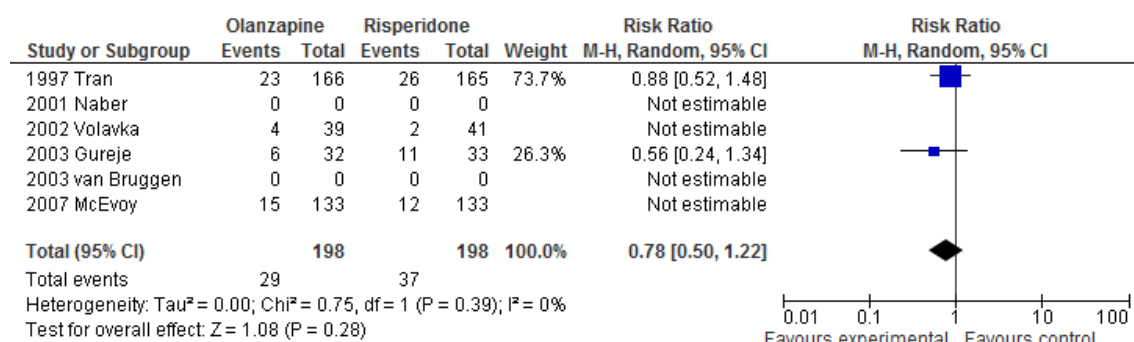 Olanzapine Risperidone Risk Ratio Risk Ratio
Study or Subgroup Events Total Events Total Weight M-H, Random, 95% CI M-H, Random, 95% CI
1997 Tran 23 166 26 165 73.7% 0.88 [0.52, 1.48]
2001 Naber 0 0 0 0 Not estimable
2002 Volavka 4 39 2 41 Not estimable
2003 Gureje 6 32 11 33 26.3% 0.56 [0.24, 1.34]
2003 van Bruggen 0 0 0 0 Not estimable
2007 McEvoy 15 133 12 133 Not estimable
Total (95% CI) 198 198 100.0% 0.78 [0.50, 1.22]
Total events 29 37
Heterogeneity: Tau² = 0.00; Chi² = 0.75, df = 1 (P = 0.39); I² = 0%
Test for overall effect: Z = 1.08 (P = 0.28)
0.01 0.1 1 10 100
Favours experimental Favours control